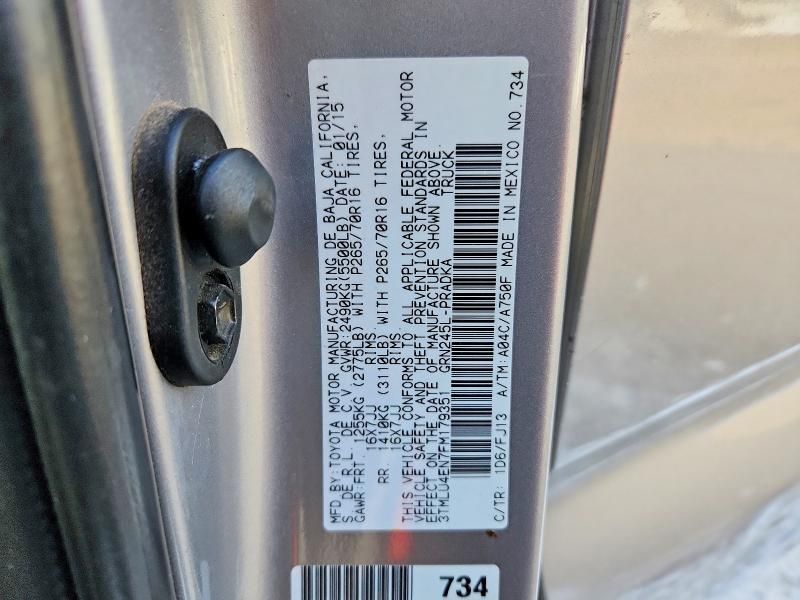 MFD.BY:TOYOTA MOTOR MANUFACTURING DE BAJA CALIFORNIA,
S. DE R.L. DE C.V. GVWR:2490KG(5500LB) DATE: 01/15
GAWR:FRT. 1255KG (2775LB) WITH P265/70R16 TIRES,
16X7JJ RIMS
RR. 1410KG (3110LB) WITH P265/70R16 TIRES,
16X7JJ RIMS
THIS VEHICLE CONFORMS TO ALL APPLICABLE FEDERAL MOTOR
VEHICLE SAFETY AND THEFT PREVENTION STANDARDS IN
EFFECT ON THE DATE OF MANUFACTURE SHOWN ABOVE.
3TMLU4EN7FM179361 GRN245L-PRADKA TRUCK
C/TR: 1D6/FJ13 A/TM:A04C/A750F MADE IN MEXICO NO.734
734